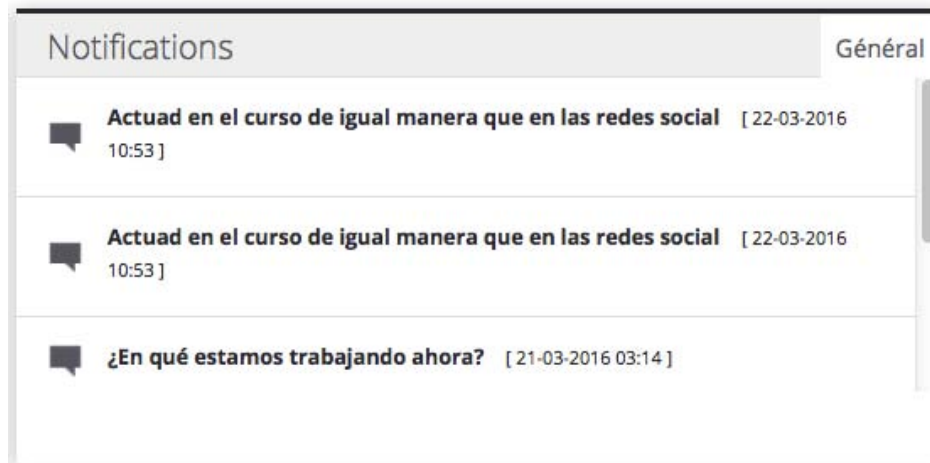 Notifications Général
Actuad en el curso de igual manera que en las redes social [ 22-03-2016
10:53 ]
Actuad en el curso de igual manera que en las redes social [ 22-03-2016
10:53 ]
¿En qué estamos trabajando ahora? [ 21-03-2016 03:14 ]